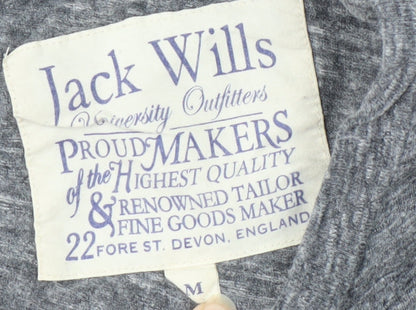 Jack Wills
University Outfitters
PROUD MAKERS
of the HIGHEST QUALITY
& RENOWNED TAILOR
FINE GOODS MAKER
22 FORE ST. DEVON, ENGLAND
M